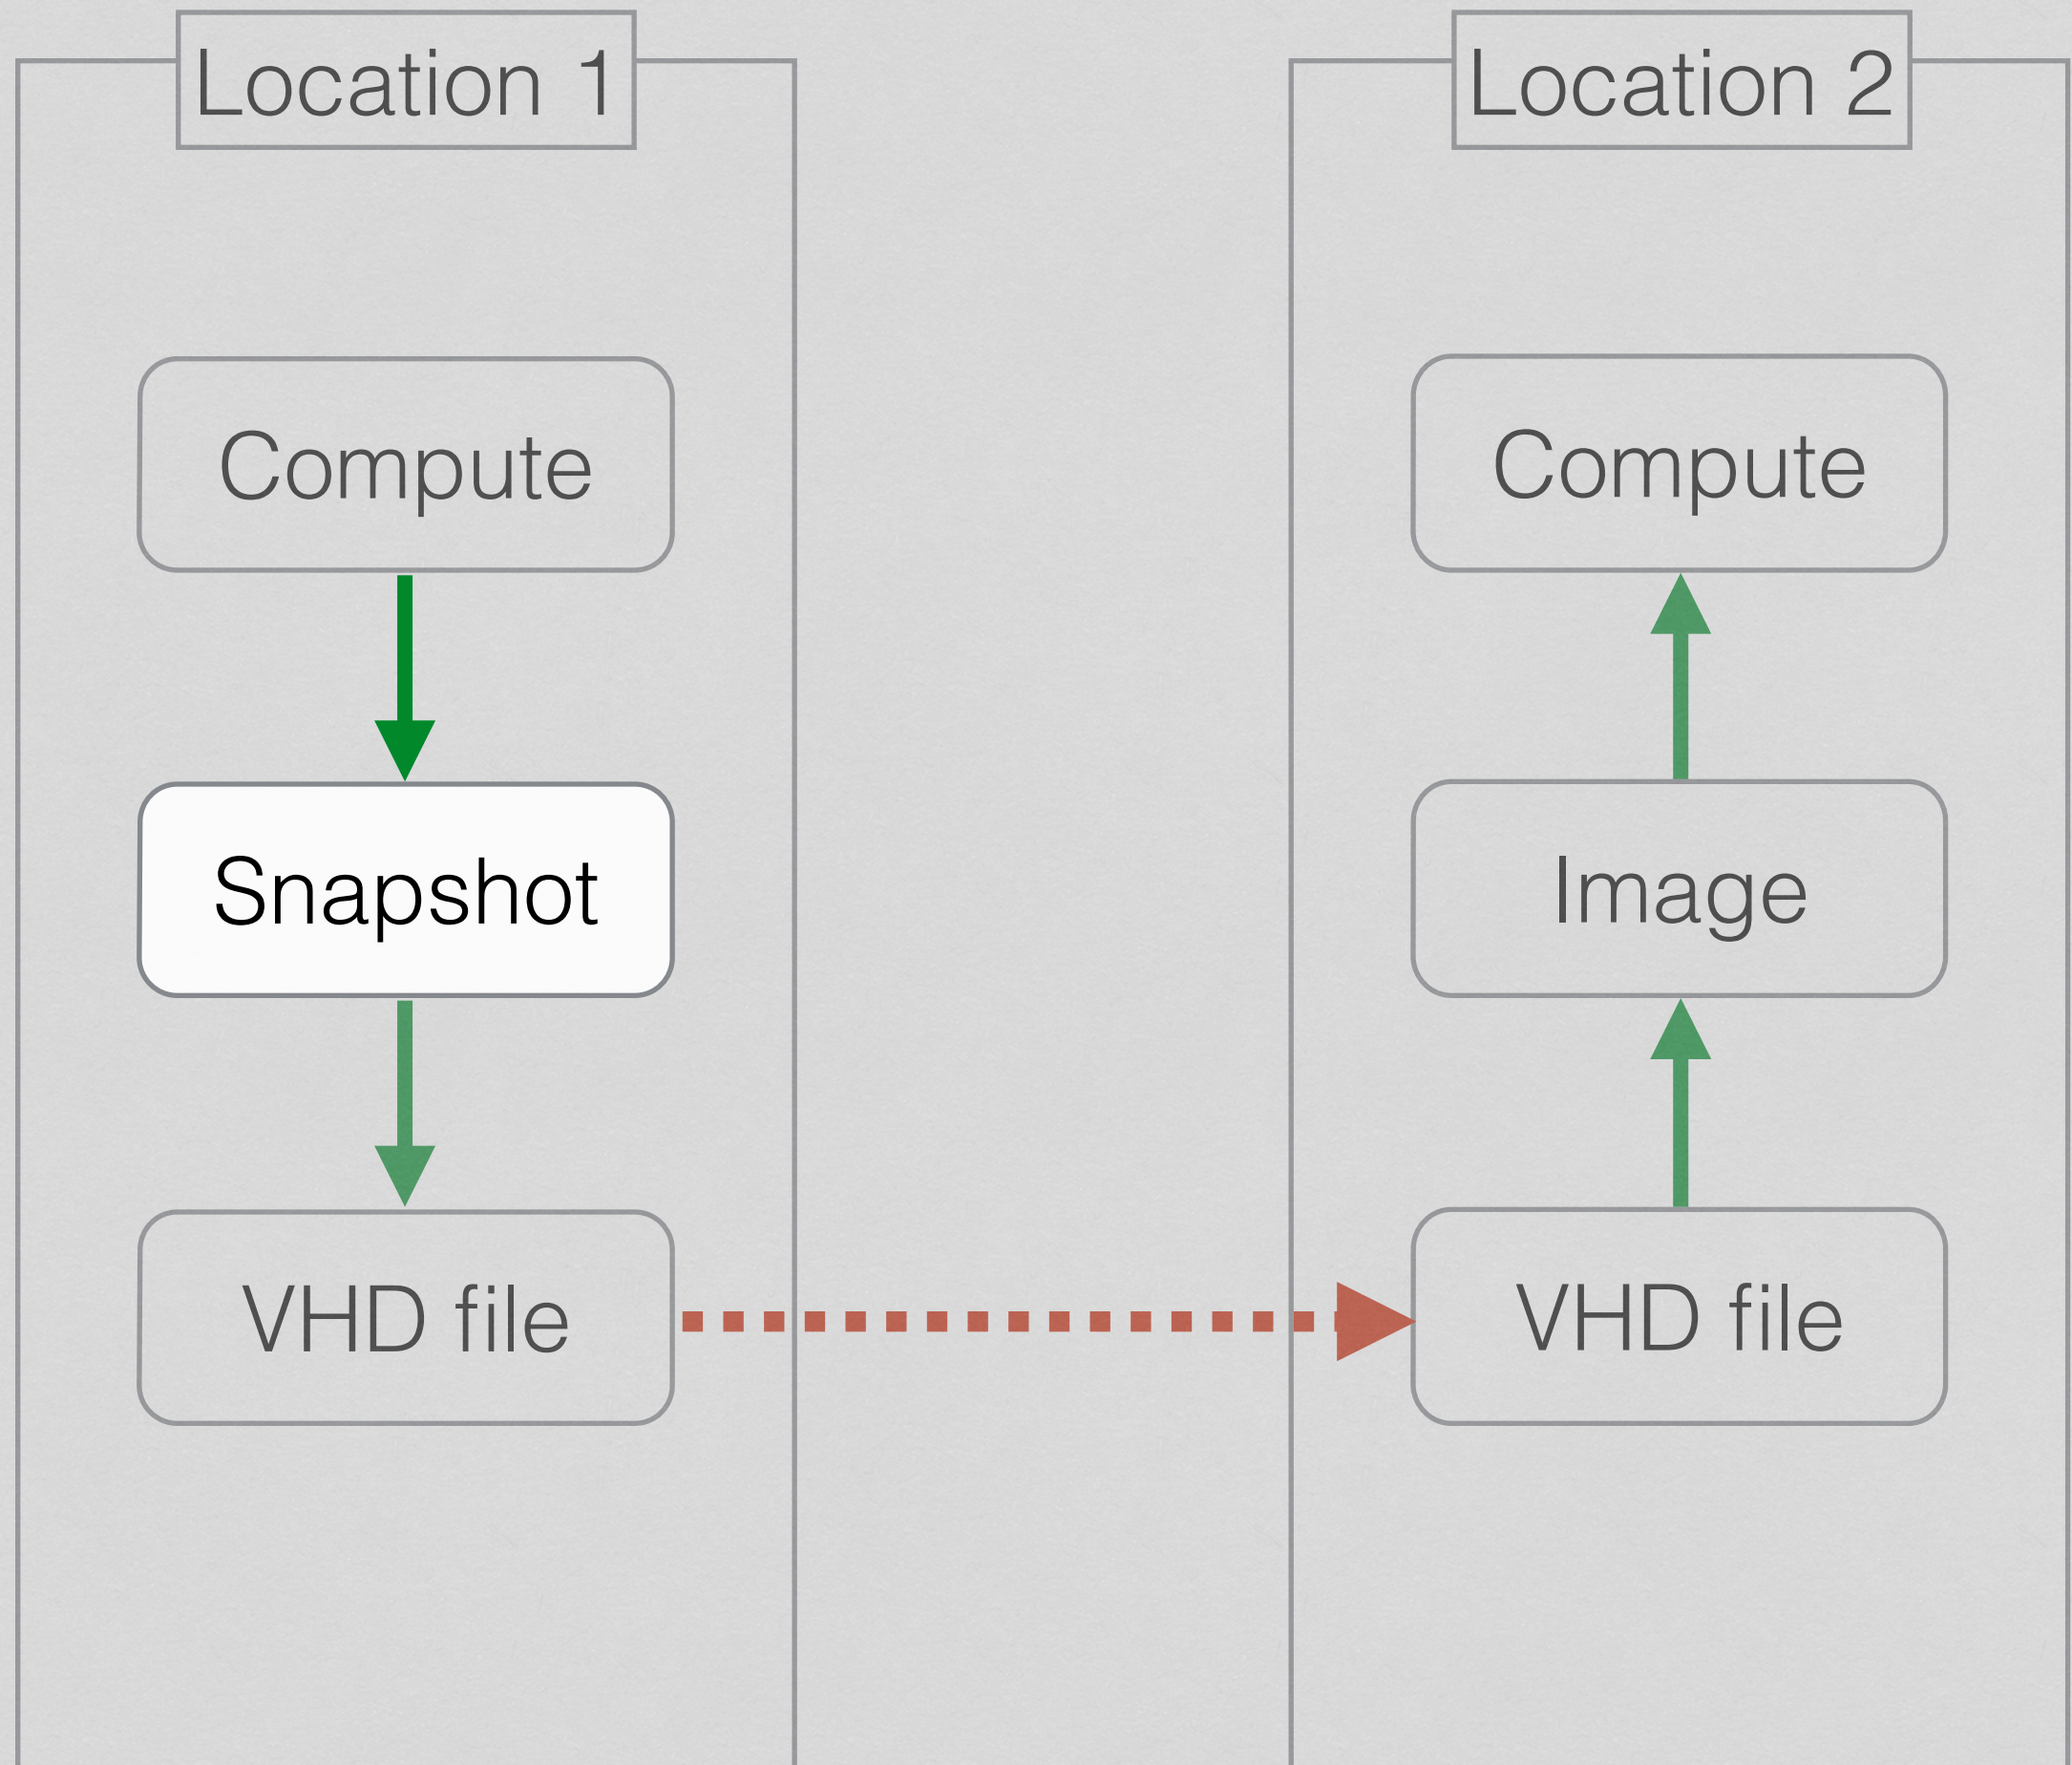 Location 1
Compute
Snapshot
VHD file
Location 2
Compute
Image
VHD file